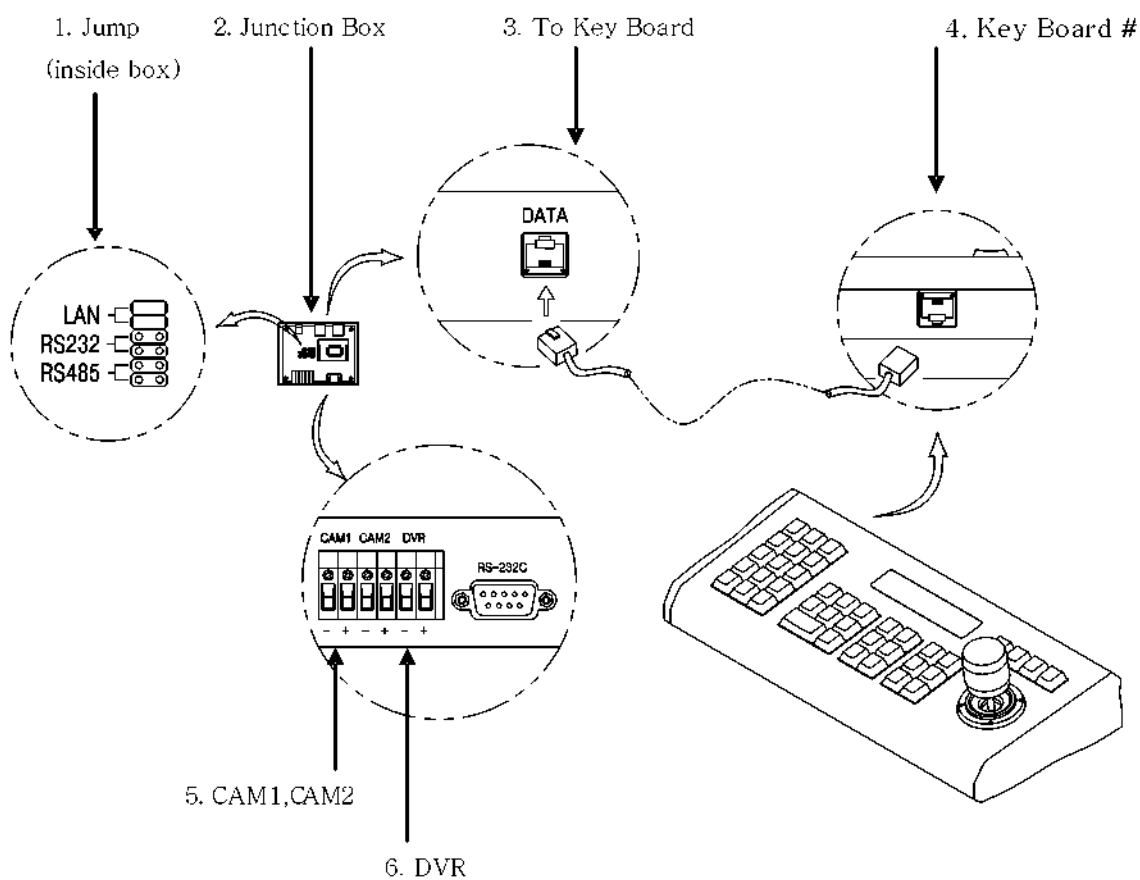 1. Jump
(inside box)
2. Junction Box
3. To Key Board
4. Key Board #
DATA
LAN
RS232
RS485
CAM1 CAM2 DVR
RS-232C
- + - + - +
5. CAM1,CAM2
6. DVR